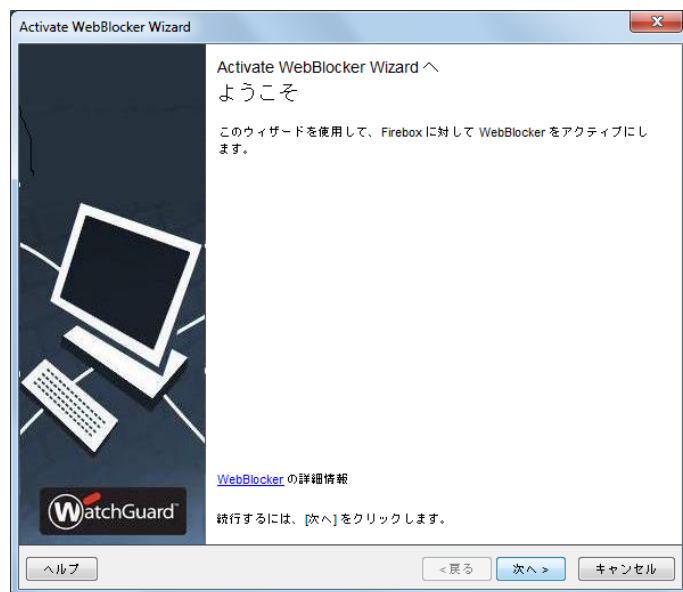 Activate WebBlocker Wizard
Activate WebBlocker Wizard へ
ようこそ
このウィザードを使用して、Firebox に対して WebBlocker をアクティブにし
ます。
WebBlocker の詳細情報
WatchGuard
続行するには、[次へ] をクリックします。
ヘルプ
<戻る
次へ >
キャンセル